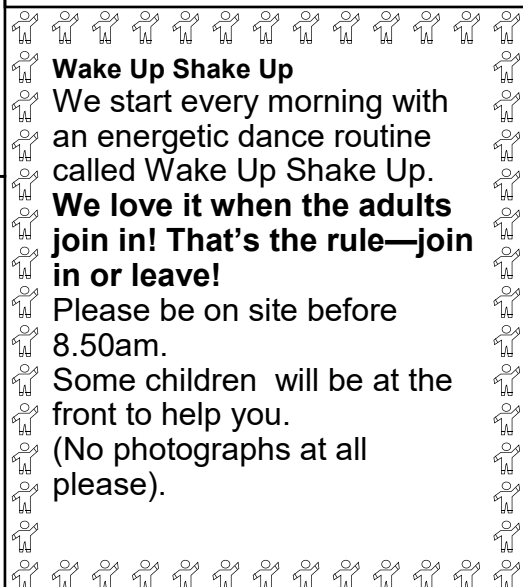 Wake Up Shake Up
We start every morning with
an energetic dance routine
called Wake Up Shake Up.
We love it when the adults
join in! That’s the rule—join
in or leave!
Please be on site before
8.50am.
Some children  will be at the
front to help you.
(No photographs at all
please).